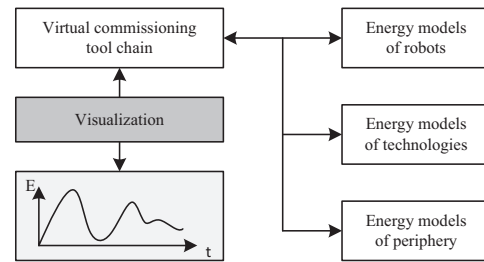 Virtual commissioning
tool chain
Energy models
of robots
Visualization
Energy models
of technologies
E
t
Energy models
of periphery